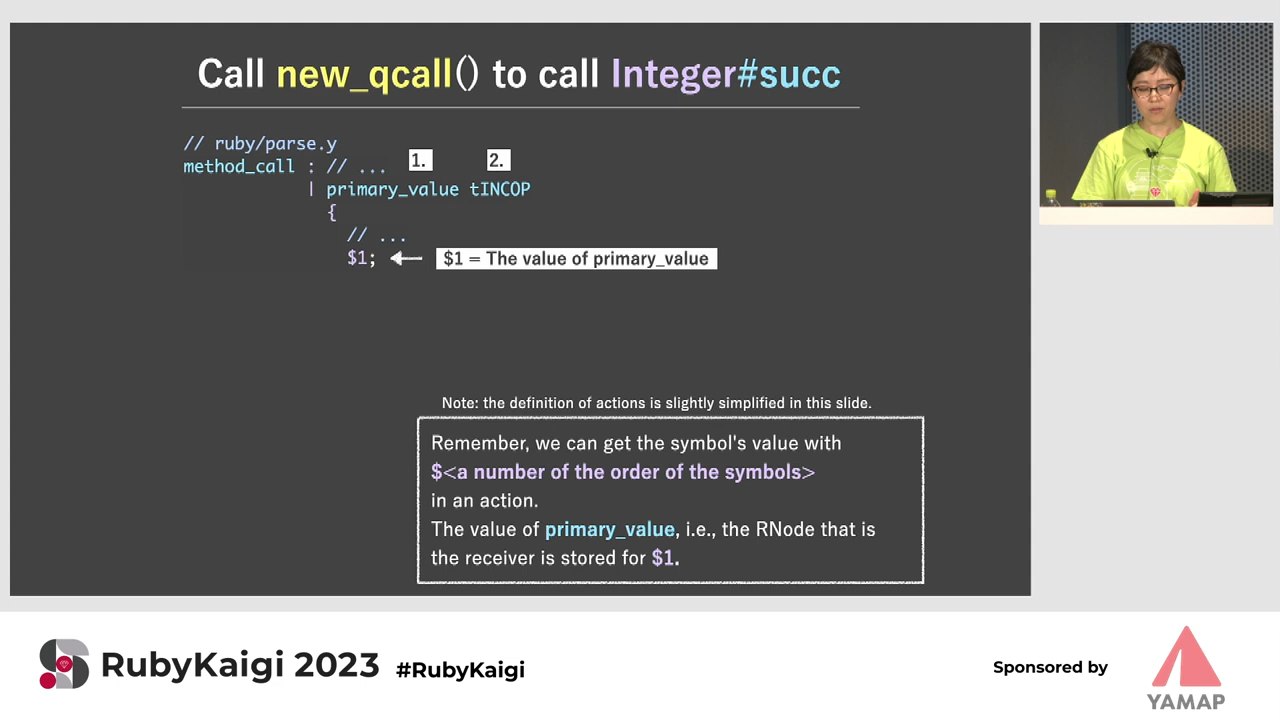 Call new_qcall() to call Integer#succ
// ruby/parse.y
method_call : // ...
1. 2.
| primary_value tINCOP
{
// ...
$1; $1 = The value of primary_value
Note: the definition of actions is slightly simplified in this slide.
Remember, we can get the symbol's value with
$<a number of the order of the symbols>
in an action.
The value of primary_value, i.e., the RNode that is
the receiver is stored for $1.
RubyKaigi 2023 #RubyKaigi
Sponsored by
YAMAP